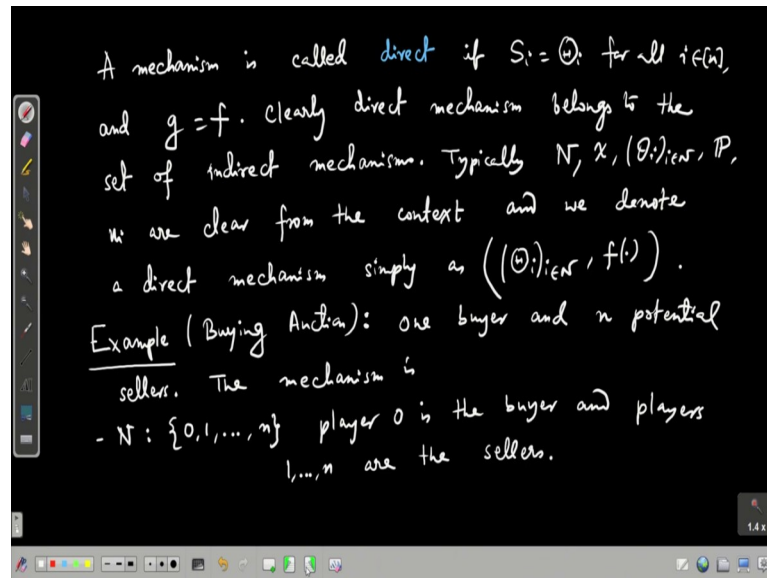 A mechanism is called direct if Sᵢ = Θᵢ for all i∈[n],
and g = f. Clearly direct mechanism belongs to the
set of indirect mechanisms. Typically N, X, (Θᵢ)ᵢ∈N, ℙ,
uᵢ are clear from the context and we denote
a direct mechanism simply as ((Θᵢ)ᵢ∈N, f(.)).
Example (Buying Auction): one buyer and n potential
sellers. The mechanism is
- N : {0,1,...,n} player 0 is the buyer and players
1,...,n are the sellers.
1.4 x